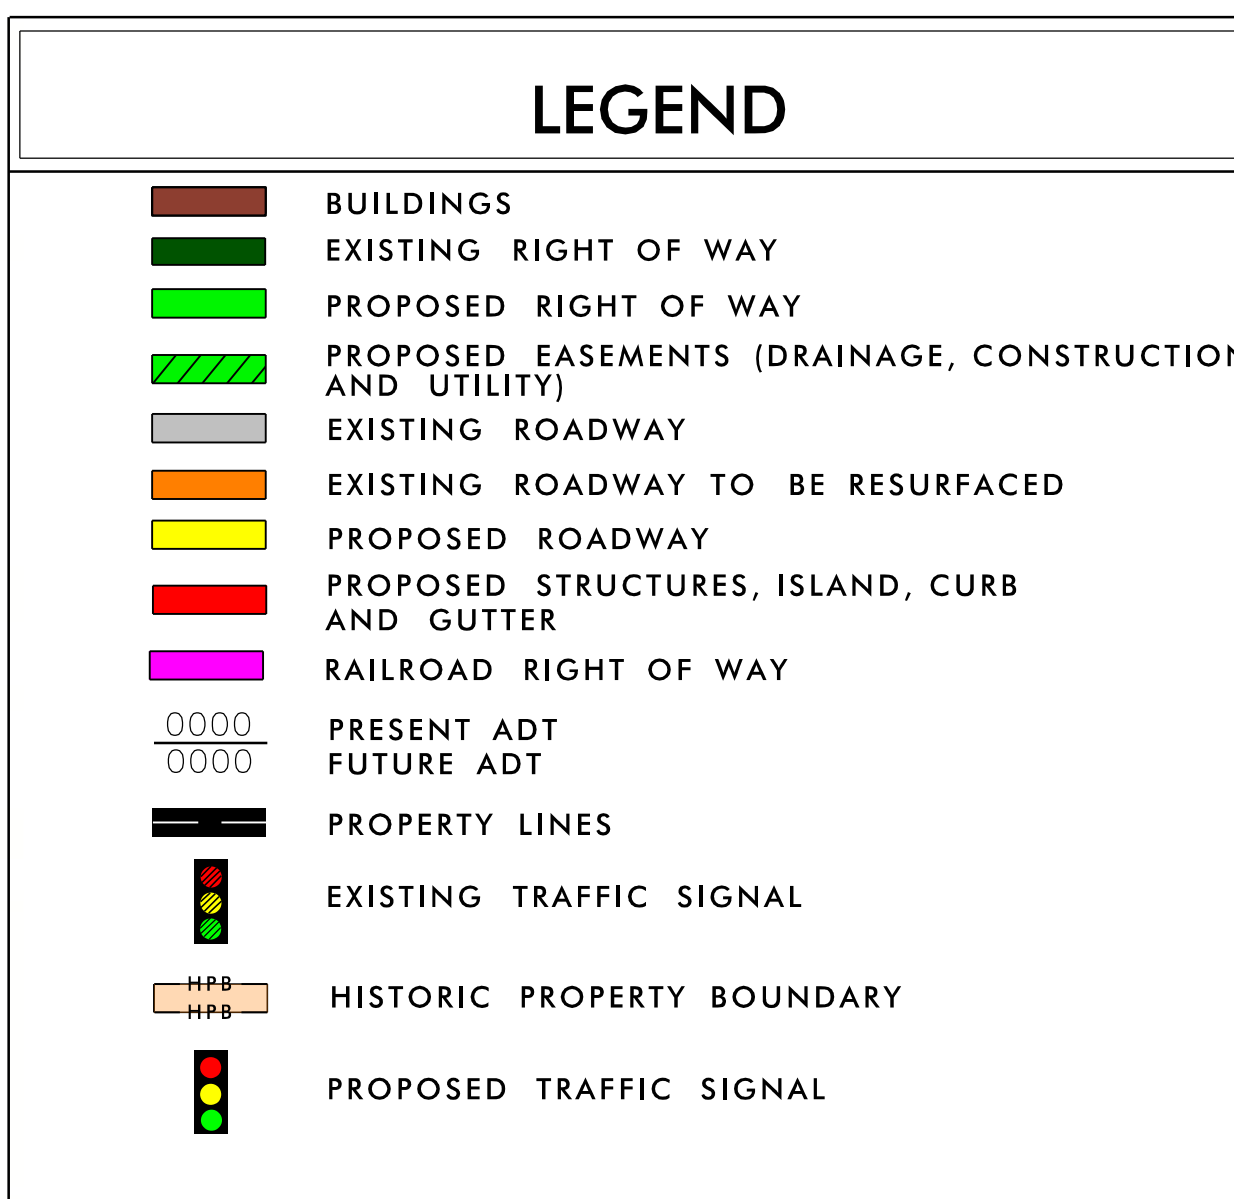 LEGEND
BUILDINGS
EXISTING RIGHT OF WAY
PROPOSED RIGHT OF WAY
PROPOSED EASEMENTS (DRAINAGE, CONSTRUCTION
AND UTILITY)
EXISTING ROADWAY
EXISTING ROADWAY TO BE RESURFACED
PROPOSED ROADWAY
PROPOSED STRUCTURES, ISLAND, CURB
AND GUTTER
RAILROAD RIGHT OF WAY
0000 PRESENT ADT
0000 FUTURE ADT
PROPERTY LINES
EXISTING TRAFFIC SIGNAL
HPB
HPB
HISTORIC PROPERTY BOUNDARY
PROPOSED TRAFFIC SIGNAL